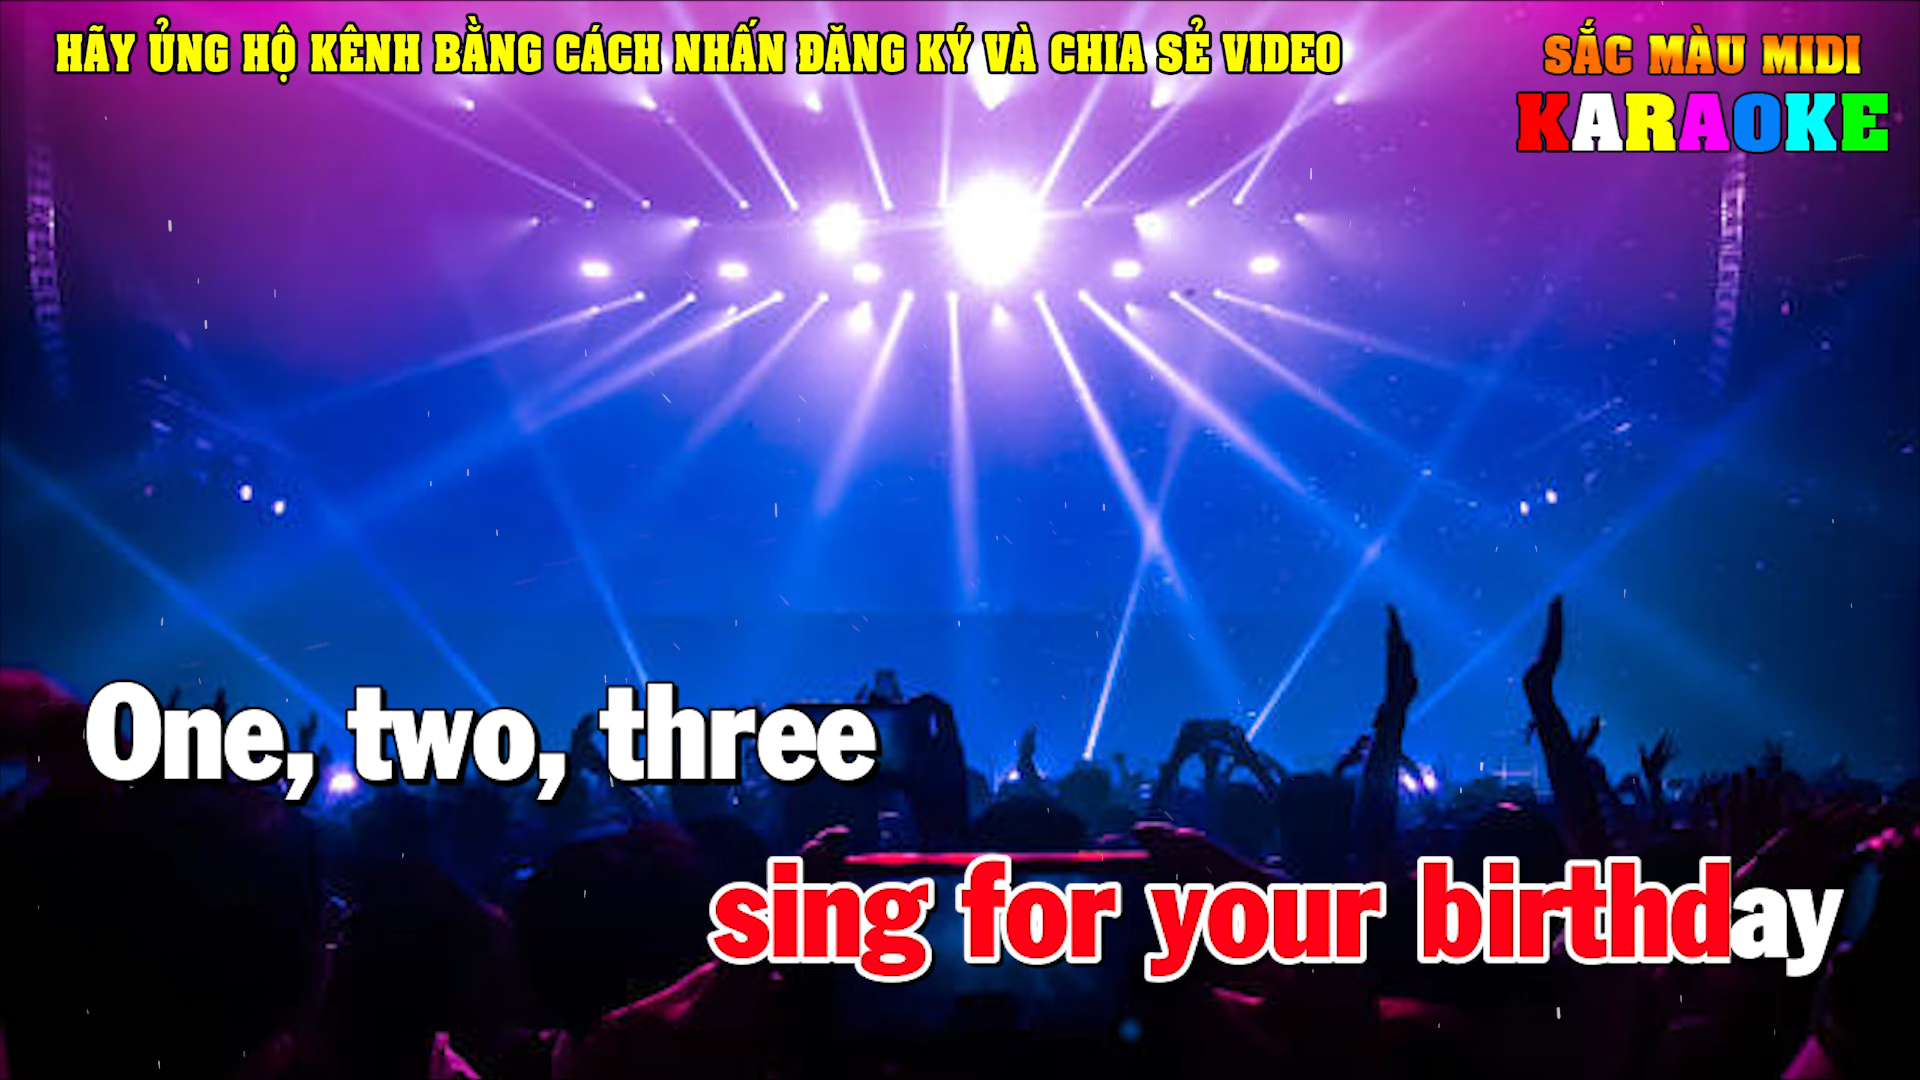 HÃY ỦNG HỘ KÊNH BẰNG CÁCH NHẤN ĐĂNG KÝ VÀ CHIA SẺ VIDEO
SẮC MÀU MIDI
KARAOKE
One, two, three
sing for your birthday